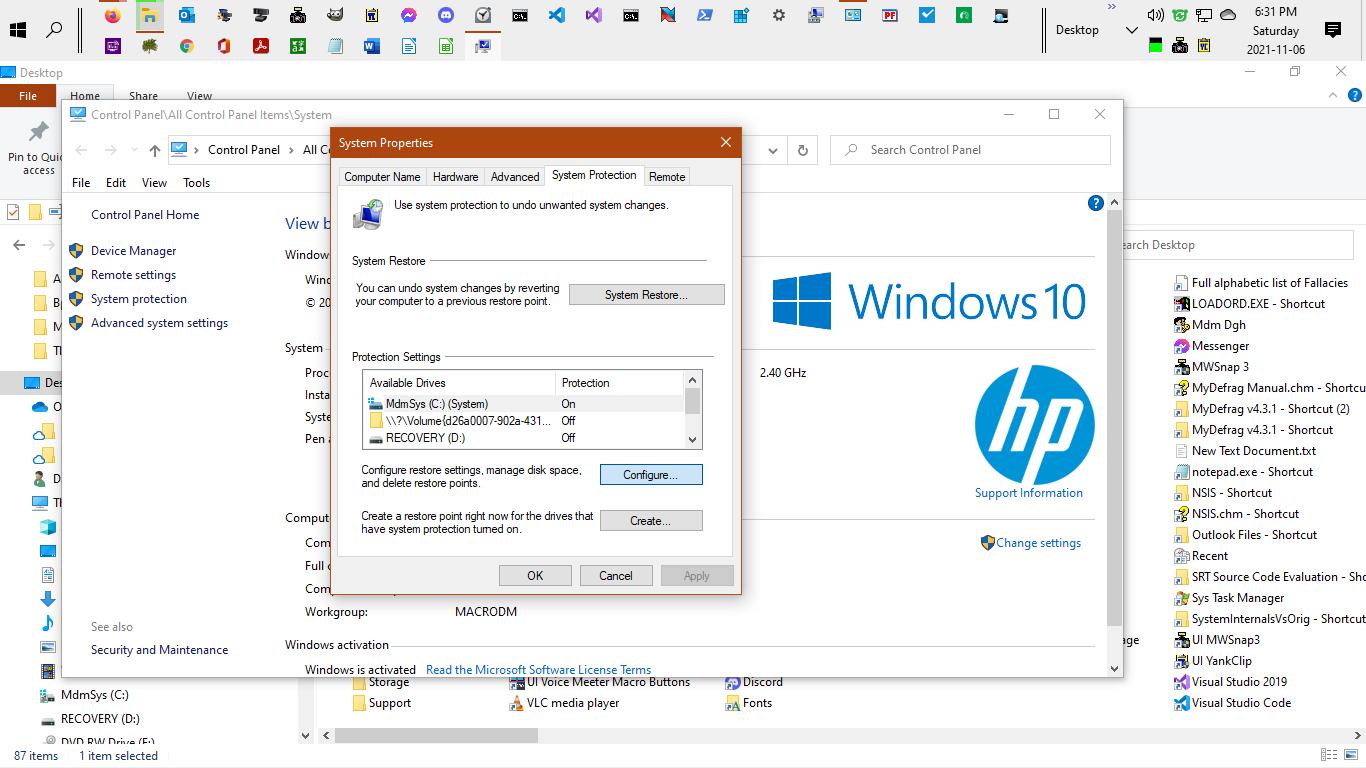 6:31 PM
Desktop
Saturday
2021-11-06
Desktop
File
Home
Share
View
Pin to Quic
access
Control Panel\All Control Panel Items\System
Control Panel
All Co
Search Control Panel
File
Edit
View
Tools
Control Panel Home
Device Manager
Remote settings
System protection
Advanced system settings
See also
Security and Maintenance
View b
Windows
Wind
© 20
System
Proc
Insta
Syste
Pen a
2.40 GHz
Windows 10
hp
Support Information
Comput
Com
Full c
Comp
Change settings
Workgroup:
MACRODM
Windows activation
Windows is activated
Read the Microsoft Software License Terms
System Properties
Computer Name
Hardware
Advanced
System Protection
Remote
Use system protection to undo unwanted system changes.
System Restore
You can undo system changes by reverting
your computer to a previous restore point.
System Restore...
Protection Settings
Available Drives
Protection
MdmSys (C:) (System)
On
\\?\Volume{d26a0007-902a-431...
Off
RECOVERY (D:)
Off
Configure restore settings, manage disk space,
and delete restore points.
Configure...
Create a restore point right now for the drives that
have system protection turned on.
Create...
OK
Cancel
Apply
earch Desktop
Des
MdmSys (C:)
RECOVERY (D:)
DVD RW Drive (E:)
Storage
Support
UI Voice Meeter Macro Buttons
VLC media player
Discord
Fonts
age
Full alphabetic list of Fallacies
LOADORD.EXE - Shortcut
Mdm Dgh
Messenger
MWSnap 3
MyDefrag Manual.chm - Shortcu
MyDefrag v4.3.1 - Shortcut (2)
MyDefrag v4.3.1 - Shortcut
New Text Document.txt
notepad.exe - Shortcut
NSIS - Shortcut
NSIS.chm - Shortcut
Outlook Files - Shortcut
Recent
SRT Source Code Evaluation - Sho
Sys Task Manager
SystemInternalsVsOrig - Shortcut
UI MWSnap3
UI YankClip
Visual Studio 2019
Visual Studio Code
87 items
1 item selected